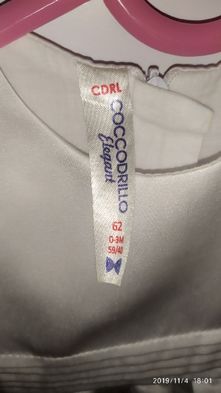 CDRL
COCCODRILLO
Elegant
62
0-3M
59/40
2019/11/4 18:01